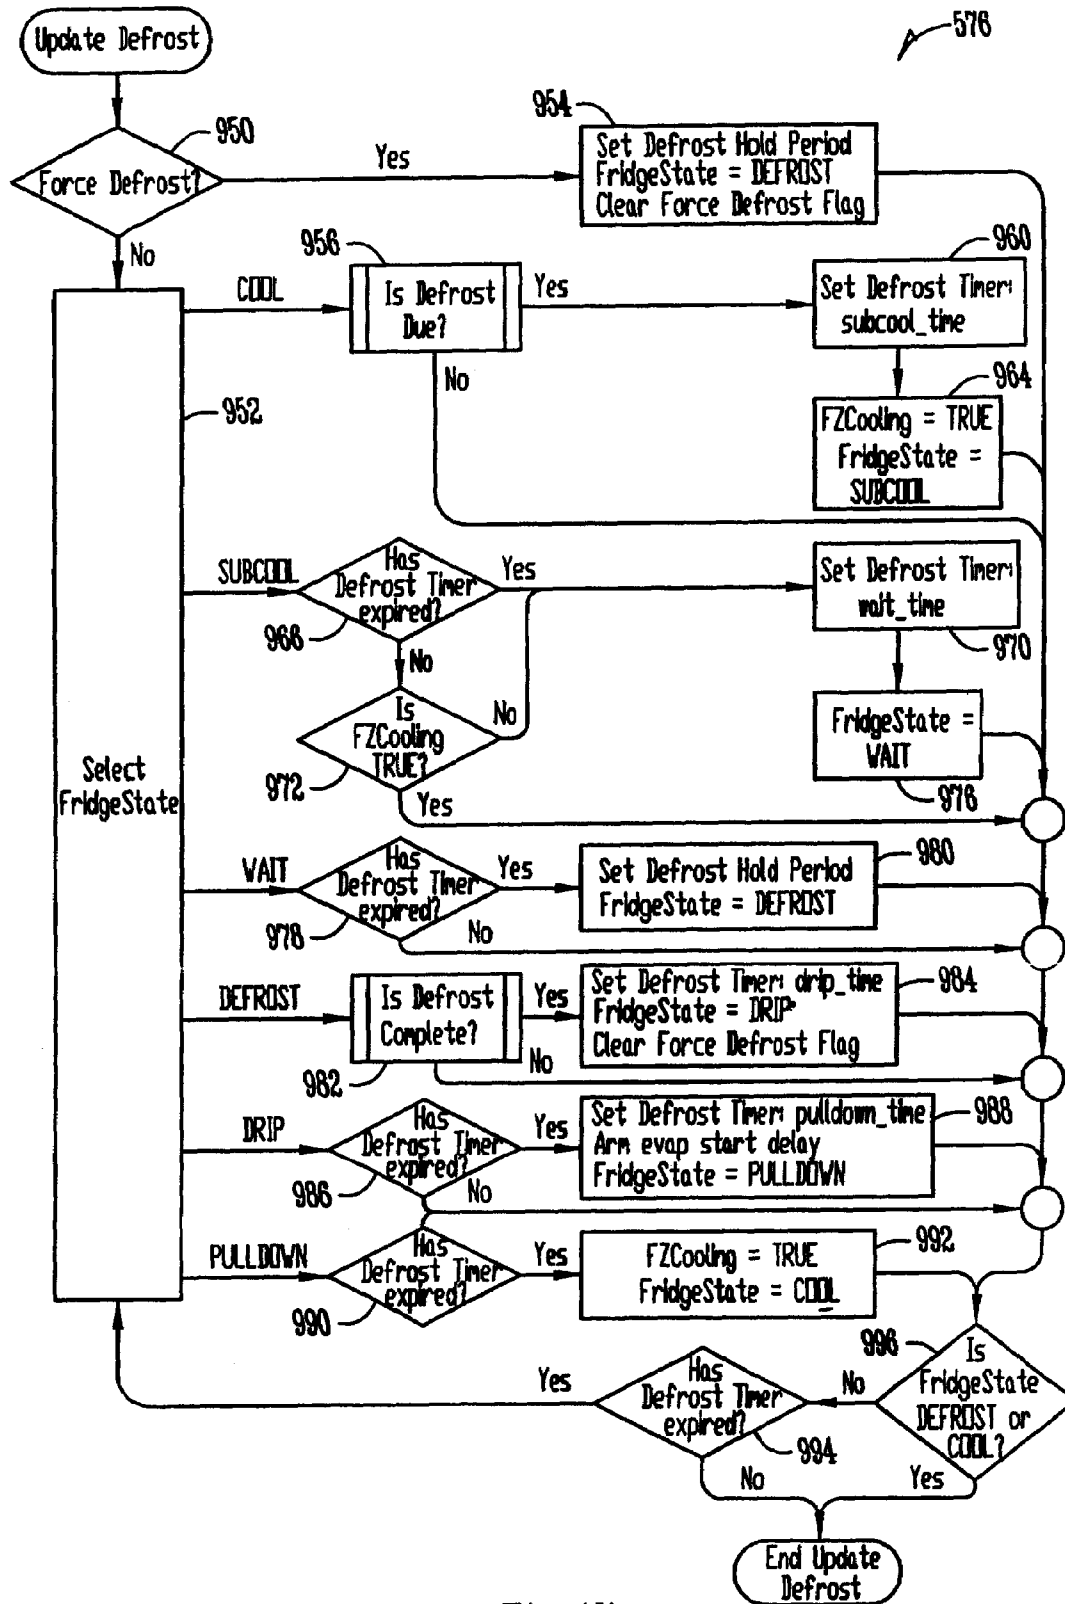 Update Defrost
576
950
Force Defrost?
Yes
No
954
Set Defrost Hold Period
FridgeState = DEFROST
Clear Force Defrost Flag
COOL
956
Is Defrost
Due?
Yes
No
960
Set Defrost Timer:
subcool_time
964
FZCooling = TRUE
FridgeState =
SUBCOOL
952
Select
FridgeState
SUBCOOL
Has
Defrost Timer
expired?
966
Yes
No
Set Defrost Timer:
wait_time
970
Is
FZCooling
TRUE?
972
No
Yes
FridgeState =
WAIT
976
WAIT
Has
Defrost Timer
expired?
978
Yes
No
980
Set Defrost Hold Period
FridgeState = DEFROST
DEFROST
Is Defrost
Complete?
982
Yes
No
Set Defrost Timer: drip_time
FridgeState = DRIP
Clear Force Defrost Flag
984
DRIP
Has
Defrost Timer
expired?
986
Yes
No
Set Defrost Timer: pulldown_time
Arm evap start delay
FridgeState = PULLDOWN
988
PULLDOWN
Has
Defrost Timer
expired?
990
Yes
FZCooling = TRUE
FridgeState = COOL
992
996
Is
FridgeState
DEFROST or
COOL?
No
Yes
Has
Defrost Timer
expired?
994
Yes
No
End Update
Defrost